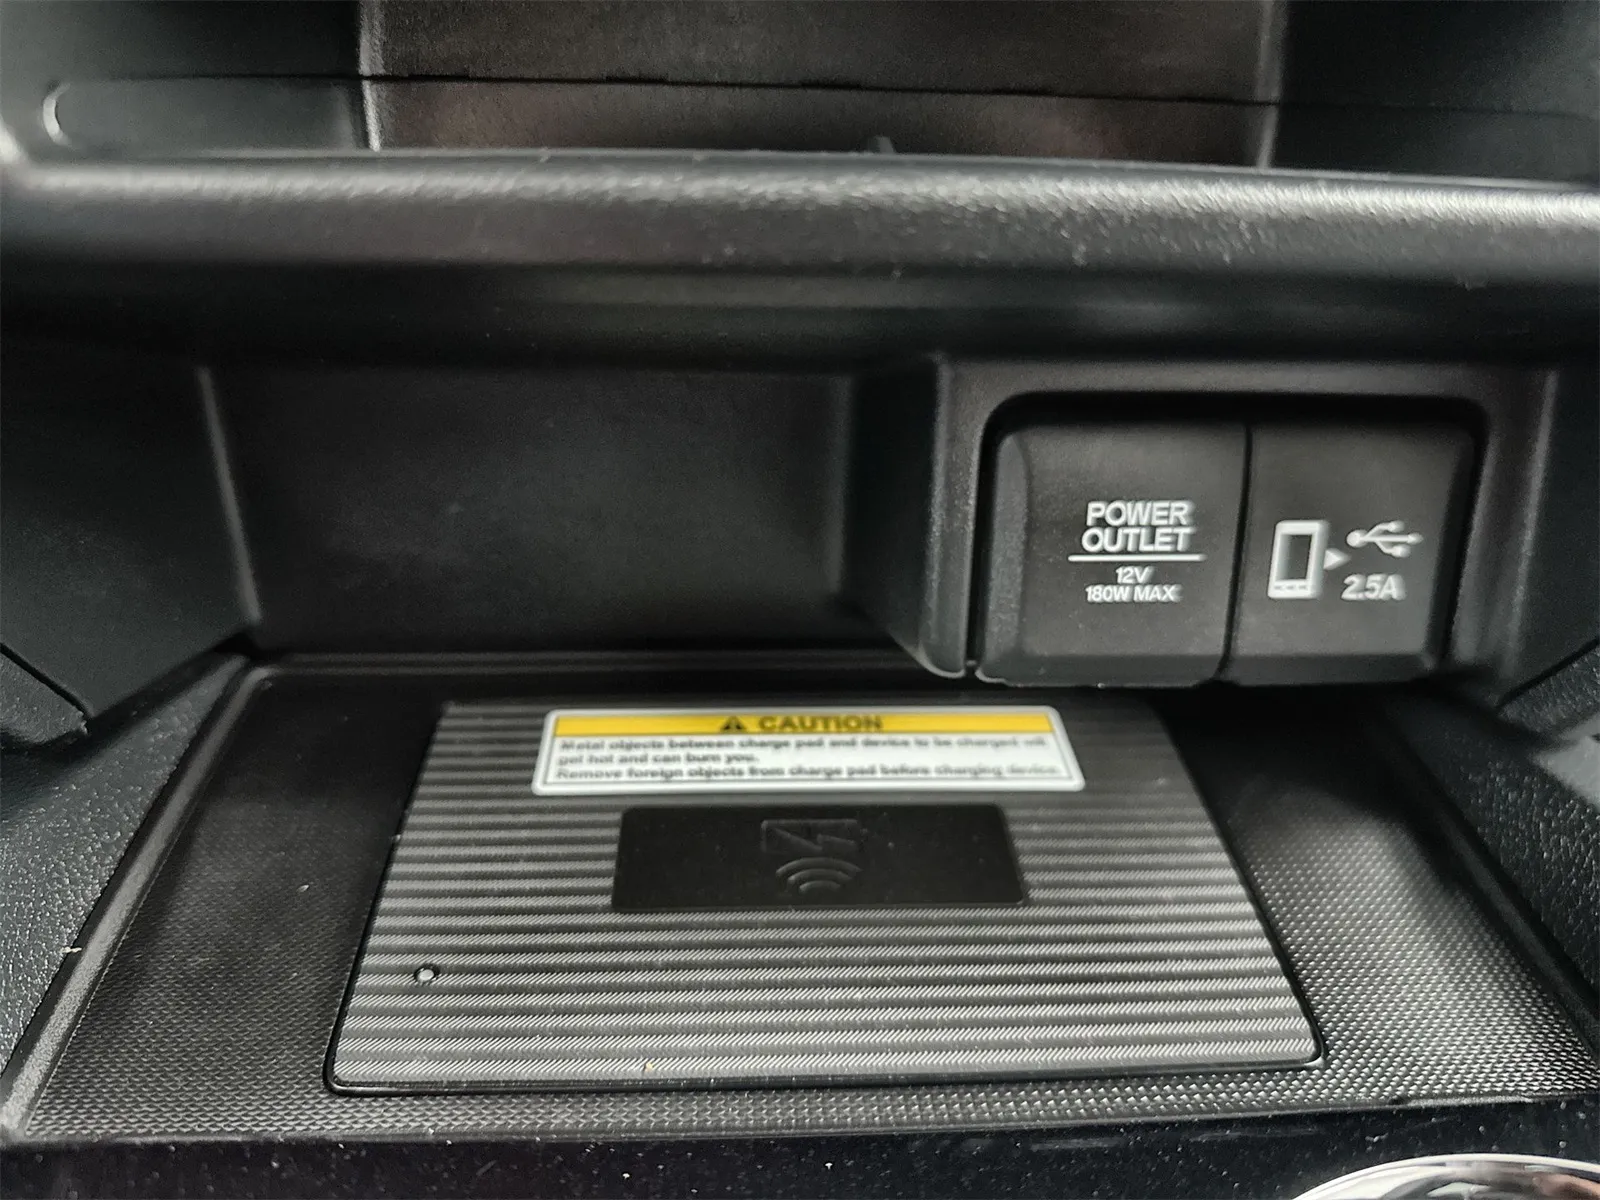 POWER
OUTLET
12V
180W MAX
2.5A
CAUTION
Metal objects between charge pad and device to be charged will
get hot and can burn you.
Remove foreign objects from charge pad before charging device.